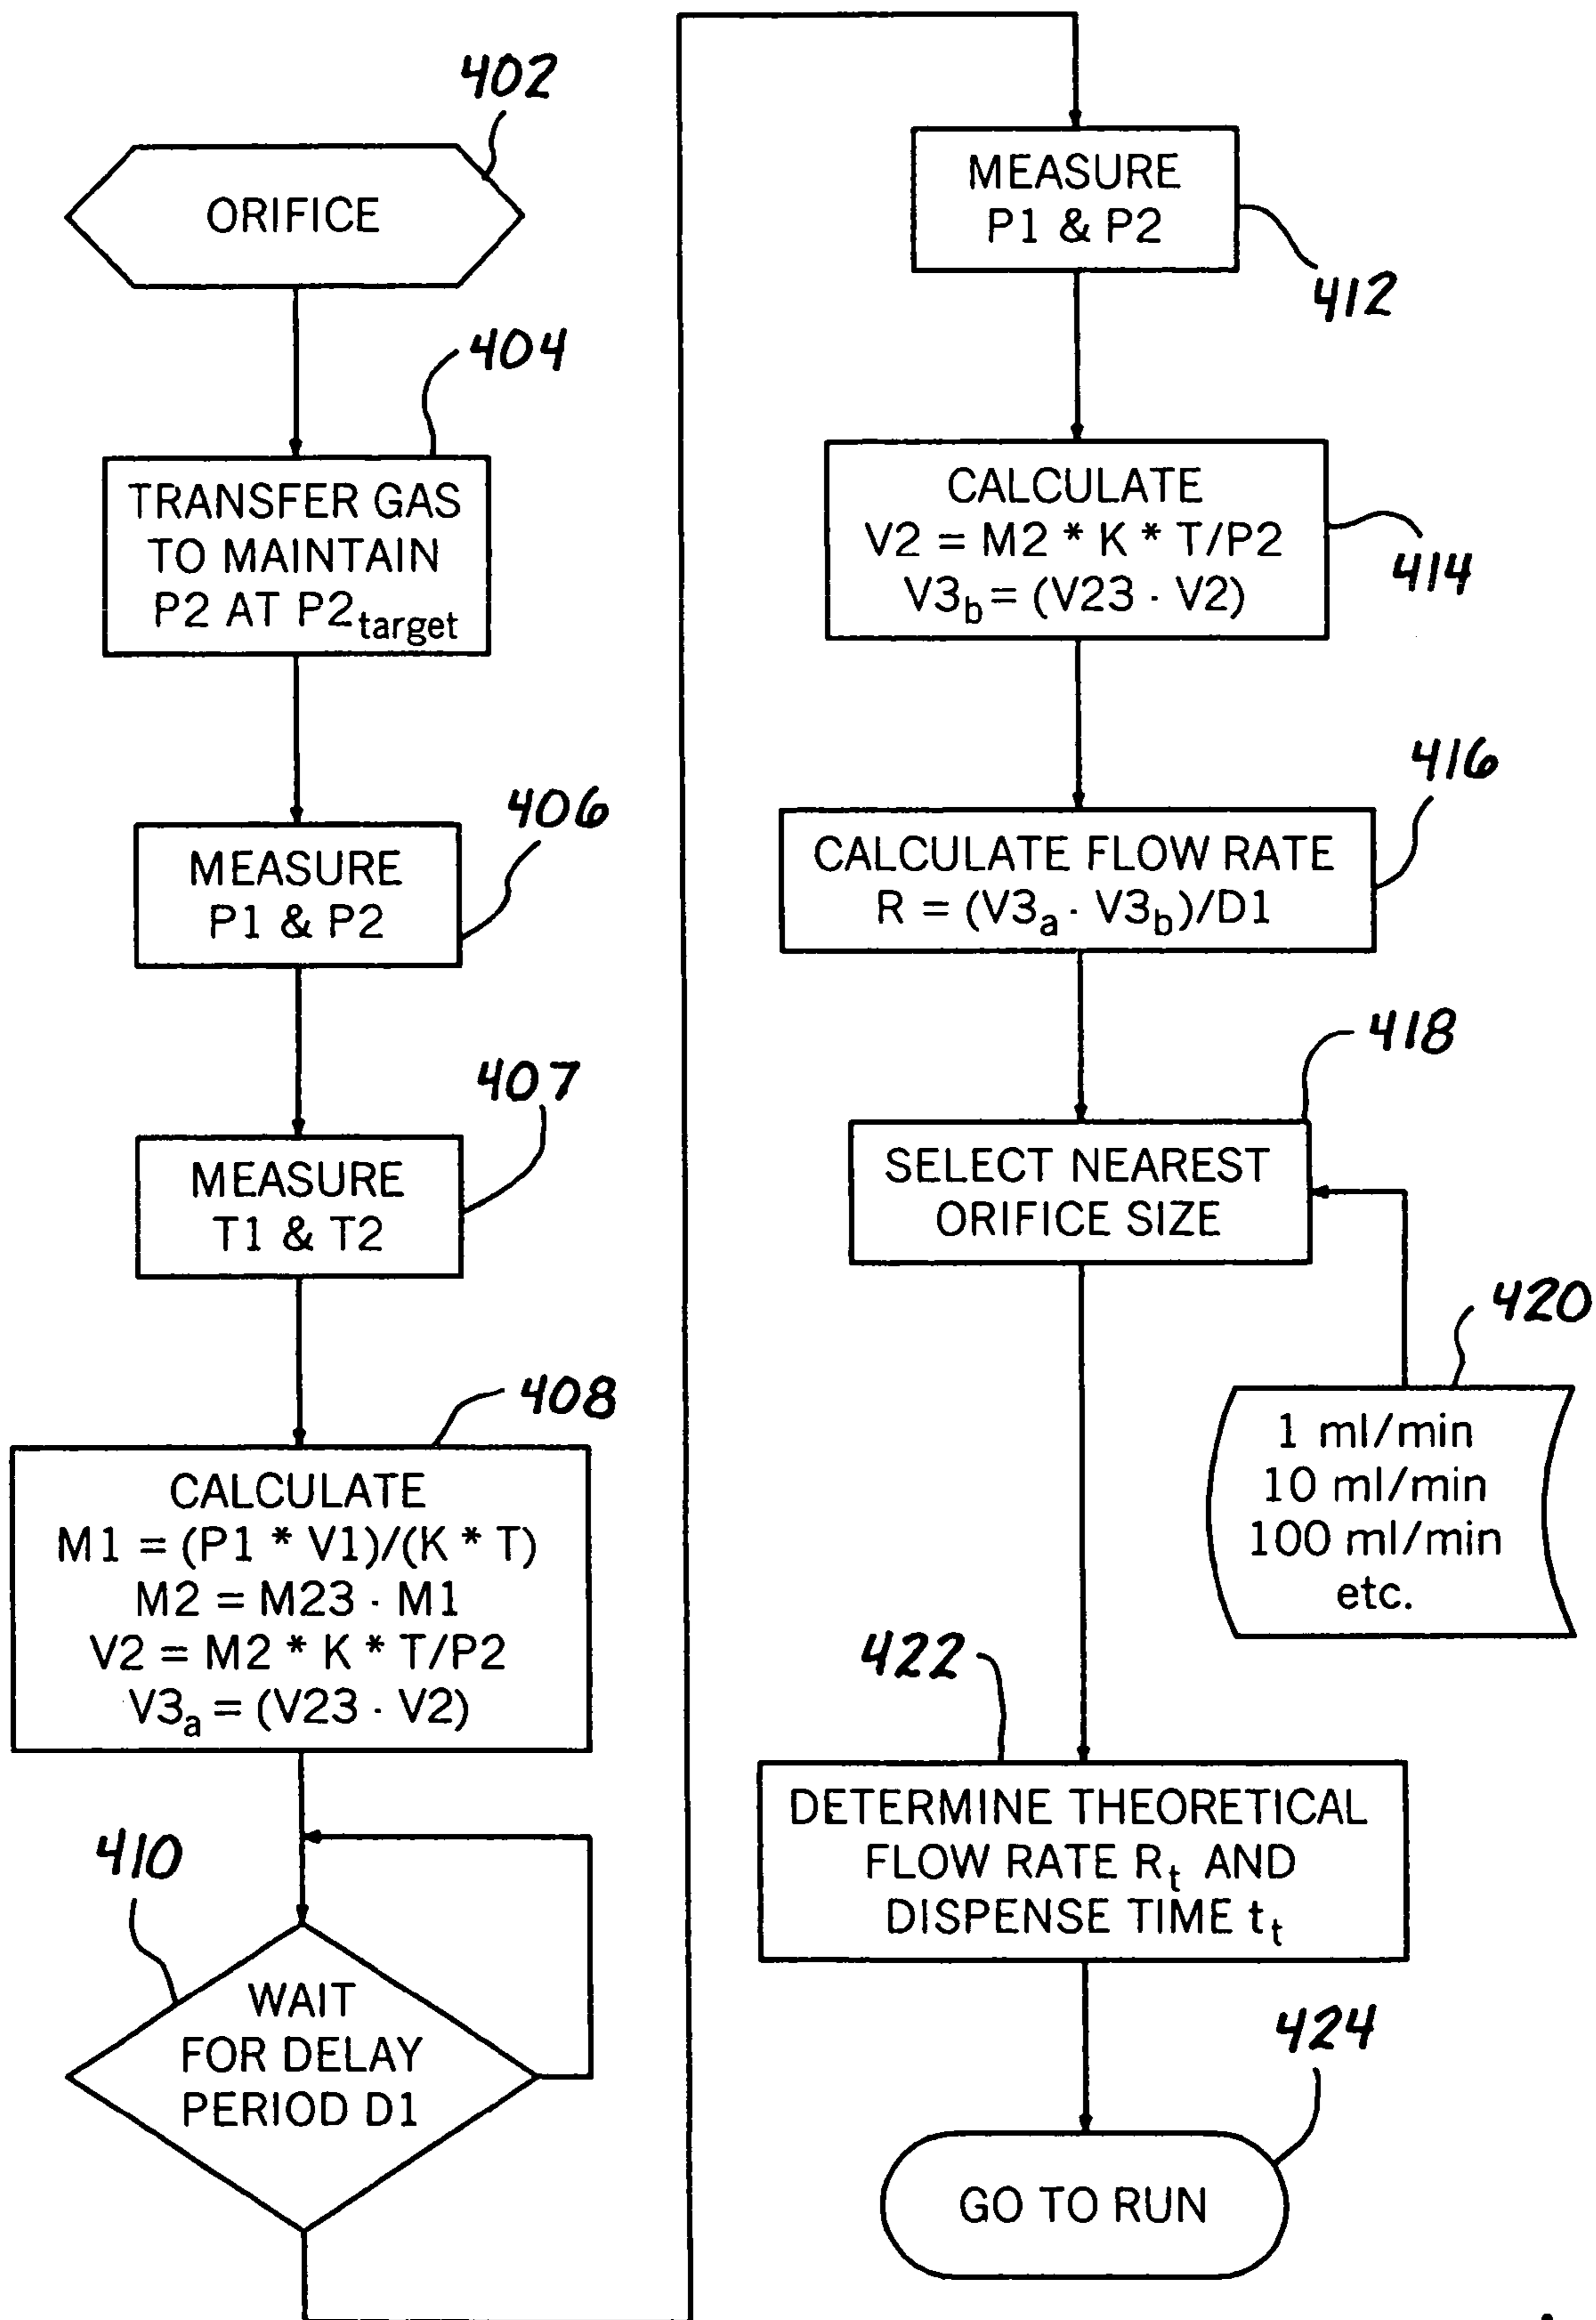 402
ORIFICE
404
TRANSFER GAS
TO MAINTAIN
P2 AT P2target
406
MEASURE
P1 & P2
407
MEASURE
T1 & T2
408
CALCULATE
M1 = (P1 * V1)/(K * T)
M2 = M23 - M1
V2 = M2 * K * T/P2
V3a = (V23 - V2)
410
WAIT
FOR DELAY
PERIOD D1
MEASURE
P1 & P2
412
CALCULATE
V2 = M2 * K * T/P2
V3b = (V23 - V2)
414
416
CALCULATE FLOW RATE
R = (V3a - V3b)/D1
418
SELECT NEAREST
ORIFICE SIZE
420
1 ml/min
10 ml/min
100 ml/min
etc.
422
DETERMINE THEORETICAL
FLOW RATE Rt AND
DISPENSE TIME tt
424
GO TO RUN